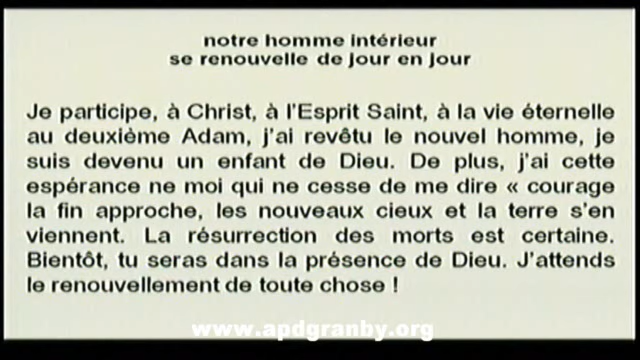 notre homme intérieur
se renouvelle de jour en jour
Je participe, à Christ, à l'Esprit Saint, à la vie éternelle
au deuxième Adam, j'ai revêtu le nouvel homme, je
suis devenu un enfant de Dieu. De plus, j'ai cette
espérance ne moi qui ne cesse de me dire « courage
la fin approche, les nouveaux cieux et la terre s'en
viennent. La résurrection des morts est certaine.
Bientôt, tu seras dans la présence de Dieu. J'attends
le renouvellement de toute chose !
www.apdgranby.org